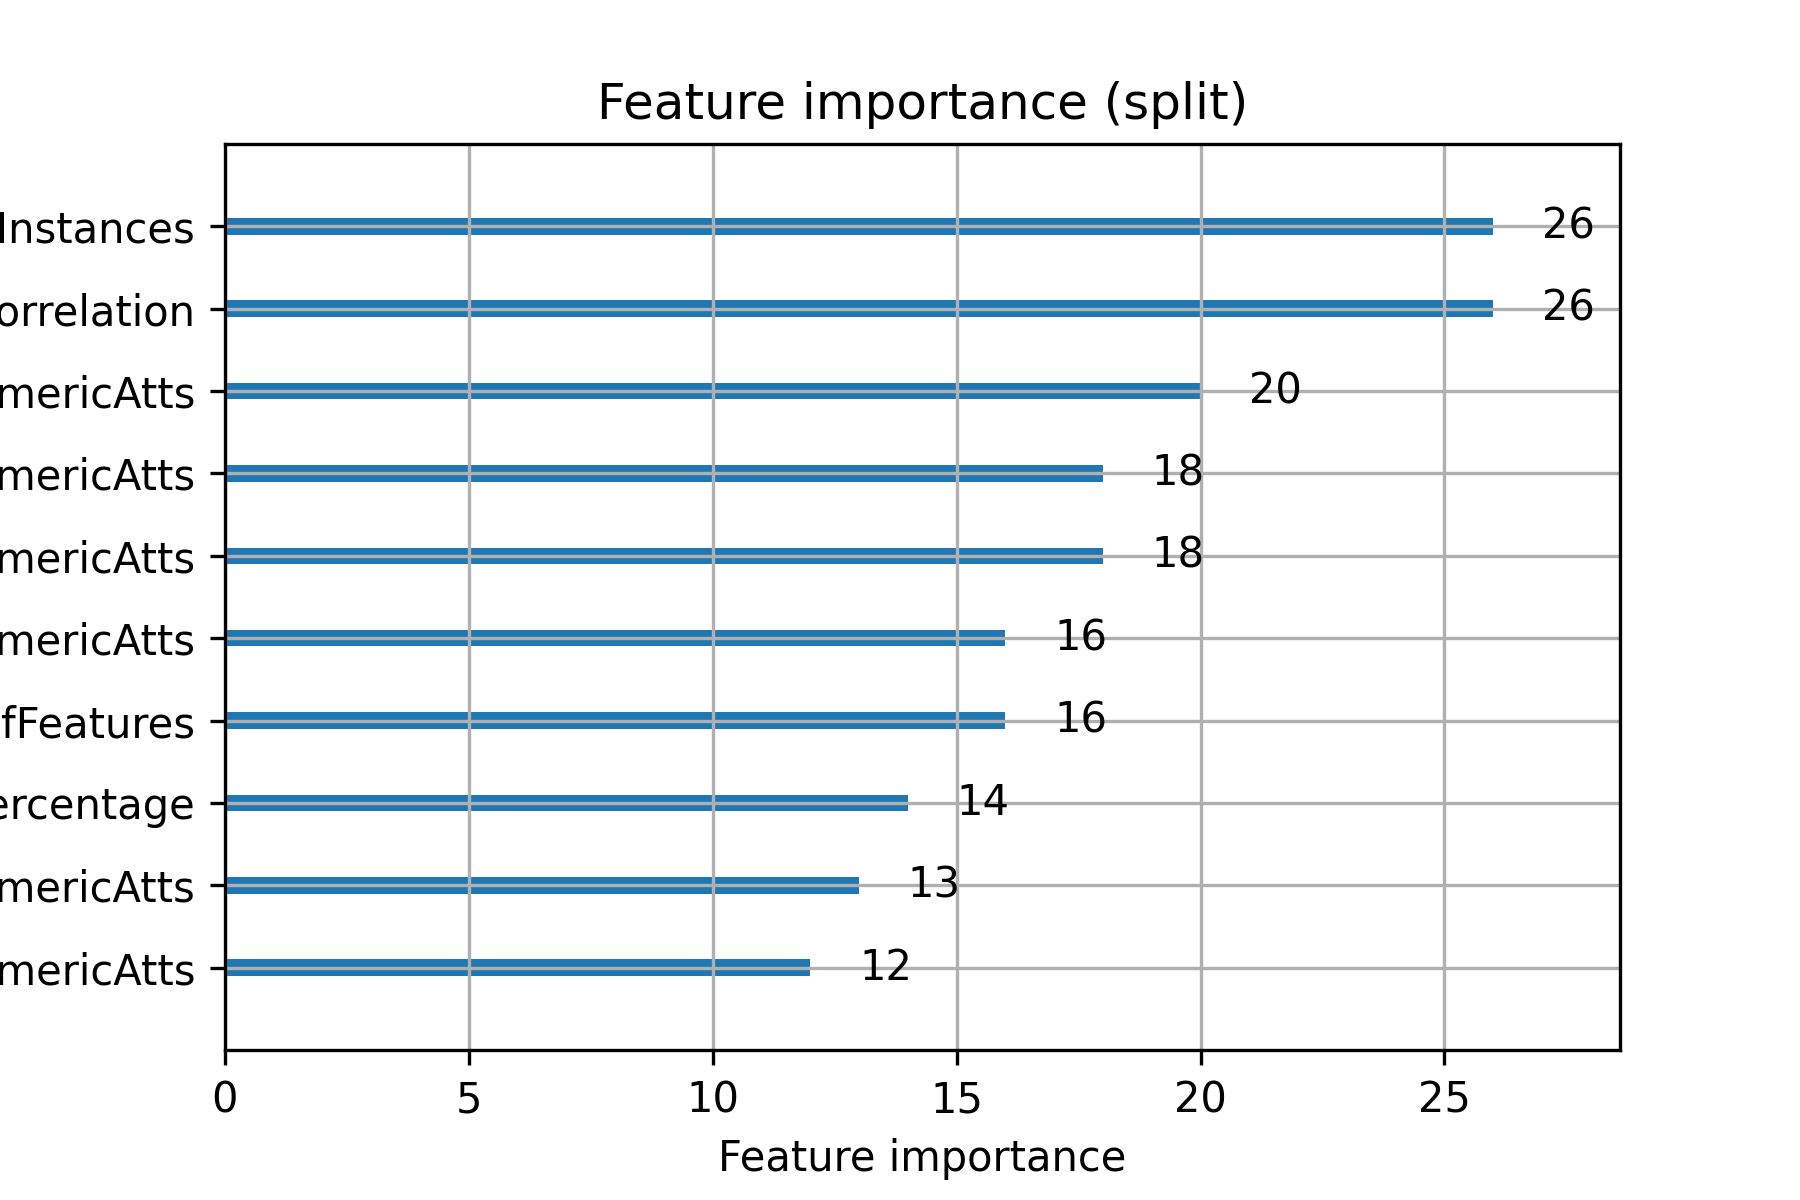 Feature importance (split)
Instances 26
orrelation 26
mericAtts 20
mericAtts 18
mericAtts 18
mericAtts 16
fFeatures 16
ercentage 14
mericAtts 13
mericAtts 12
0 5 10 15 20 25
Feature importance